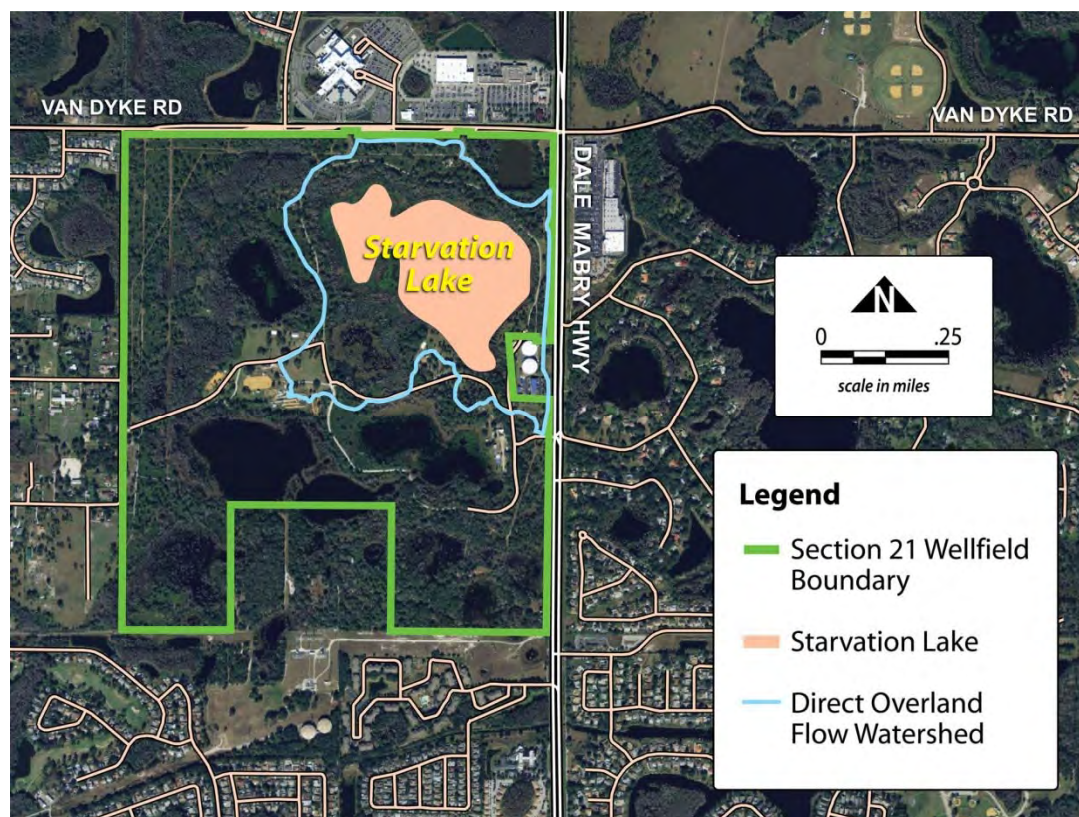 VAN DYKE RD
VAN DYKE RD
DALE MABRY HWY
Starvation
Lake
N
0 .25
scale in miles
Legend
Section 21 Wellfield
Boundary
Starvation Lake
Direct Overland
Flow Watershed